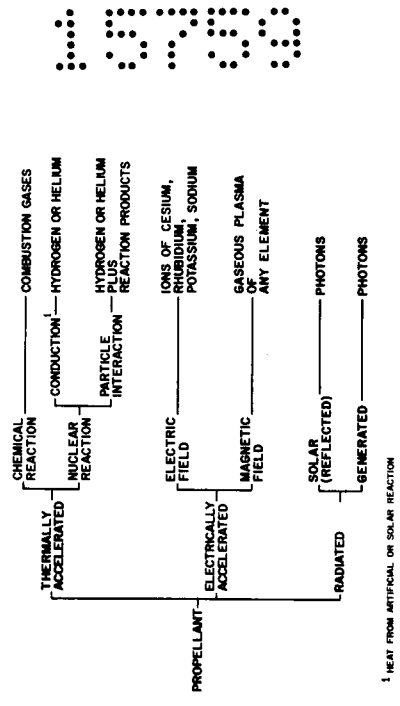 15759
PROPELLANT
THERMALLY
ACCELERATED
CHEMICAL
REACTION
COMBUSTION GASES
NUCLEAR
REACTION
CONDUCTION1
HYDROGEN OR HELIUM
PARTICLE
INTERACTION
HYDROGEN OR HELIUM
PLUS
REACTION PRODUCTS
ELECTRICALLY
ACCELERATED
ELECTRIC
FIELD
IONS OF CESIUM,
RHUBIDIUM,
POTASSIUM, SODIUM
MAGNETIC
FIELD
GASEOUS PLASMA
OF
ANY ELEMENT
RADIATED
SOLAR
(REFLECTED)
PHOTONS
GENERATED
PHOTONS
1 HEAT FROM ARTIFICIAL OR SOLAR REACTION